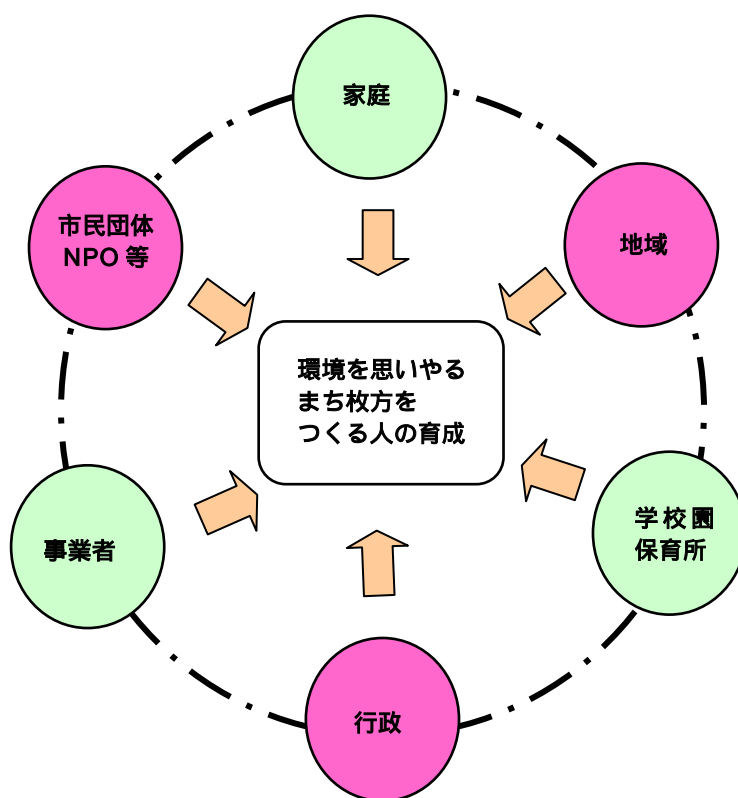 家庭
市民団体
NPO 等
地域
環境を思いやる
まち枚方を
つくる人の育成
事業者
学校園
保育所
行政